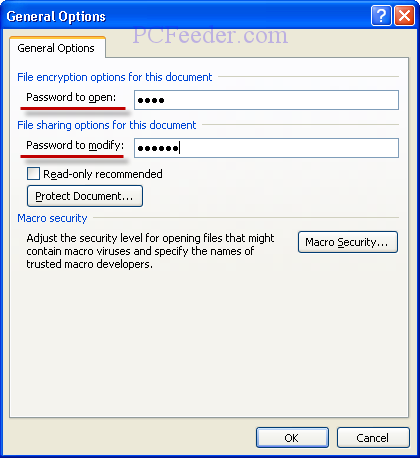 General Options
PCFeeder.com
General Options
File encryption options for this document
Password to open: ●●●●
File sharing options for this document
Password to modify: ●●●●●●
Read-only recommended
Protect Document...
Macro security
Adjust the security level for opening files that might
contain macro viruses and specify the names of
trusted macro developers.
Macro Security...
OK
Cancel